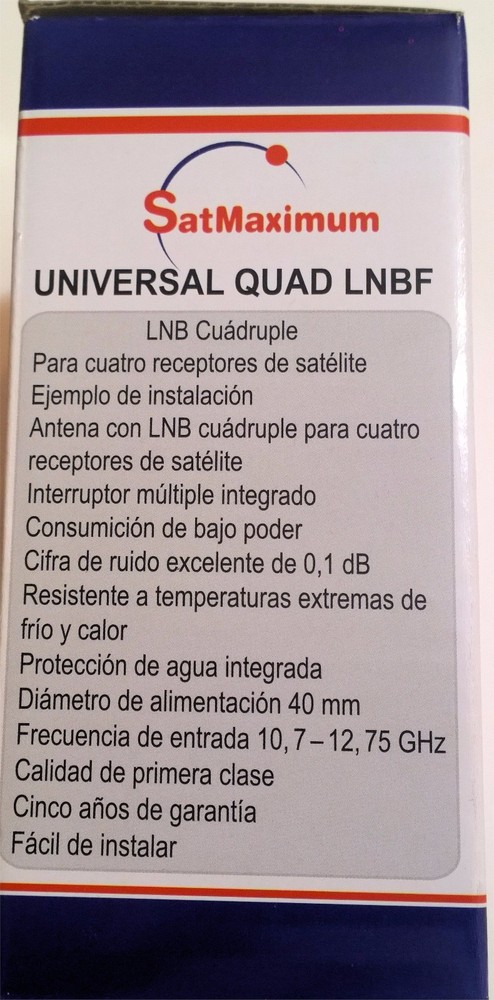 SatMaximum
UNIVERSAL QUAD LNBF
LNB Cuádruple
Para cuatro receptores de satélite
Ejemplo de instalación
Antena con LNB cuádruple para cuatro
receptores de satélite
Interruptor múltiple integrado
Consumición de bajo poder
Cifra de ruido excelente de 0,1 dB
Resistente a temperaturas extremas de
frío y calor
Protección de agua integrada
Diámetro de alimentación 40 mm
Frecuencia de entrada 10, 7 – 12, 75 GHz
Calidad de primera clase
Cinco años de garantía
Fácil de instalar